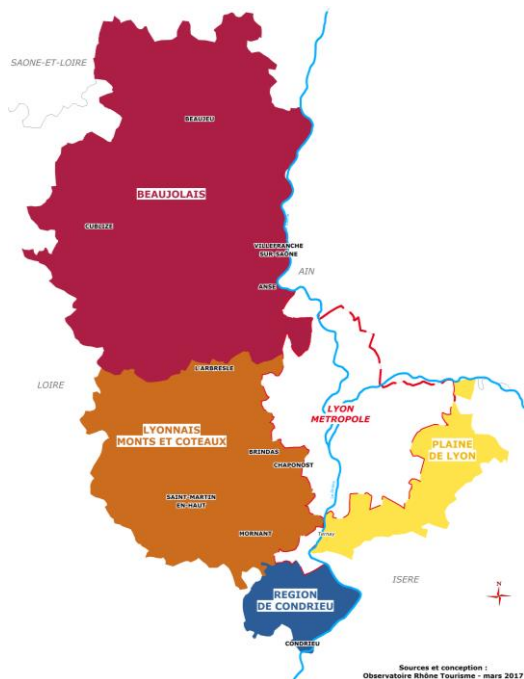 SAONE-ET-LOIRE
BEAUJEU
BEAUJOLAIS
CUBLIZE
VILLEFRANCHE
SUR-SAÔNE
AIN
ANSE
L'ARBRESLE
LOIRE
LYON
METROPOLE
LYONNAIS
MONTS ET COTEAUX
PLAINE
DE LYON
BRINDAS
CHAPONOST
SAINT-MARTIN
EN-HAUT
MORNANT
Ternay
ISERE
REGION
DE CONDRIEU
N
CONDRIEU
Sources et conception :
Observatoire Rhône Tourisme - mars 2017